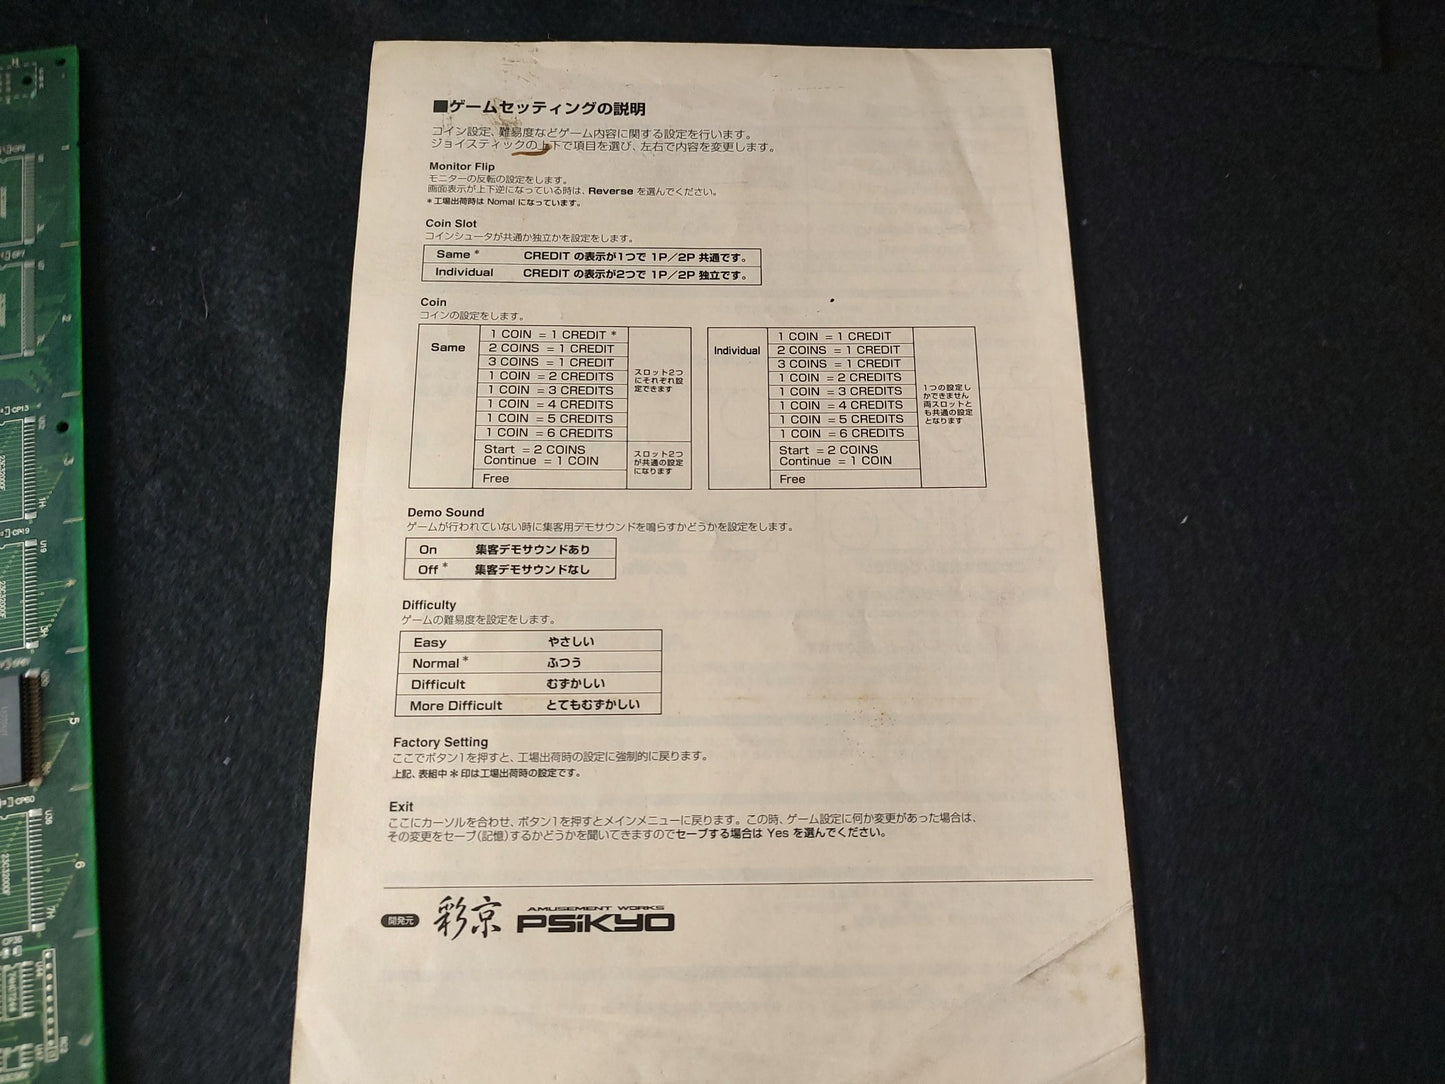 ■ゲームセッティングの説明
コイン設定、難易度などゲーム内容に関する設定を行います。
ジョイスティックの上下で項目を選び、左右で内容を変更します。
Monitor Flip
モニターの反転の設定をします。
画面表示が上下逆になっている時は、Reverse を選んでください。
*工場出荷時は Nomal になっています。
Coin Slot
コインシュータが共通か独立かを設定をします。
Same * CREDIT の表示が1つで 1P／2P 共通です。
Individual CREDIT の表示が2つで 1P／2P 独立です。
Coin
コインの設定をします。
Same
1 COIN = 1 CREDIT *
2 COINS = 1 CREDIT
3 COINS = 1 CREDIT
1 COIN = 2 CREDITS
1 COIN = 3 CREDITS
1 COIN = 4 CREDITS
1 COIN = 5 CREDITS
1 COIN = 6 CREDITS
スロット2つ
にそれぞれ設
定できます
Start = 2 COINS
Continue = 1 COIN
Free
スロット2つ
が共通の設定
になります
Individual
1 COIN = 1 CREDIT
2 COINS = 1 CREDIT
3 COINS = 1 CREDIT
1 COIN = 2 CREDITS
1 COIN = 3 CREDITS
1 COIN = 4 CREDITS
1 COIN = 5 CREDITS
1 COIN = 6 CREDITS
Start = 2 COINS
Continue = 1 COIN
Free
1つの設定し
かできません
両スロットと
も共通の設定
となります
Demo Sound
ゲームが行われていない時に集客用デモサウンドを鳴らすかどうかを設定をします。
On 集客デモサウンドあり
Off * 集客デモサウンドなし
Difficulty
ゲームの難易度を設定をします。
Easy やさしい
Normal * ふつう
Difficult むずかしい
More Difficult とてもむずかしい
Factory Setting
ここでボタン1を押すと、工場出荷時の設定に強制的に戻ります。
上記、表組中 * 印は工場出荷時の設定です。
Exit
ここにカーソルを合わせ、ボタン1を押すとメインメニューに戻ります。この時、ゲーム設定に何か変更があった場合は、
その変更をセーブ(記憶)するかどうかを聞いてきますのでセーブする場合は Yes を選んでください。
開発元 彩京 AMUSEMENT WORKS
PSiKYO
CP13
U22
3
CP19
U19
23C32000F
5H
5
CP60
U36
23C32000F
6
7H
CP36